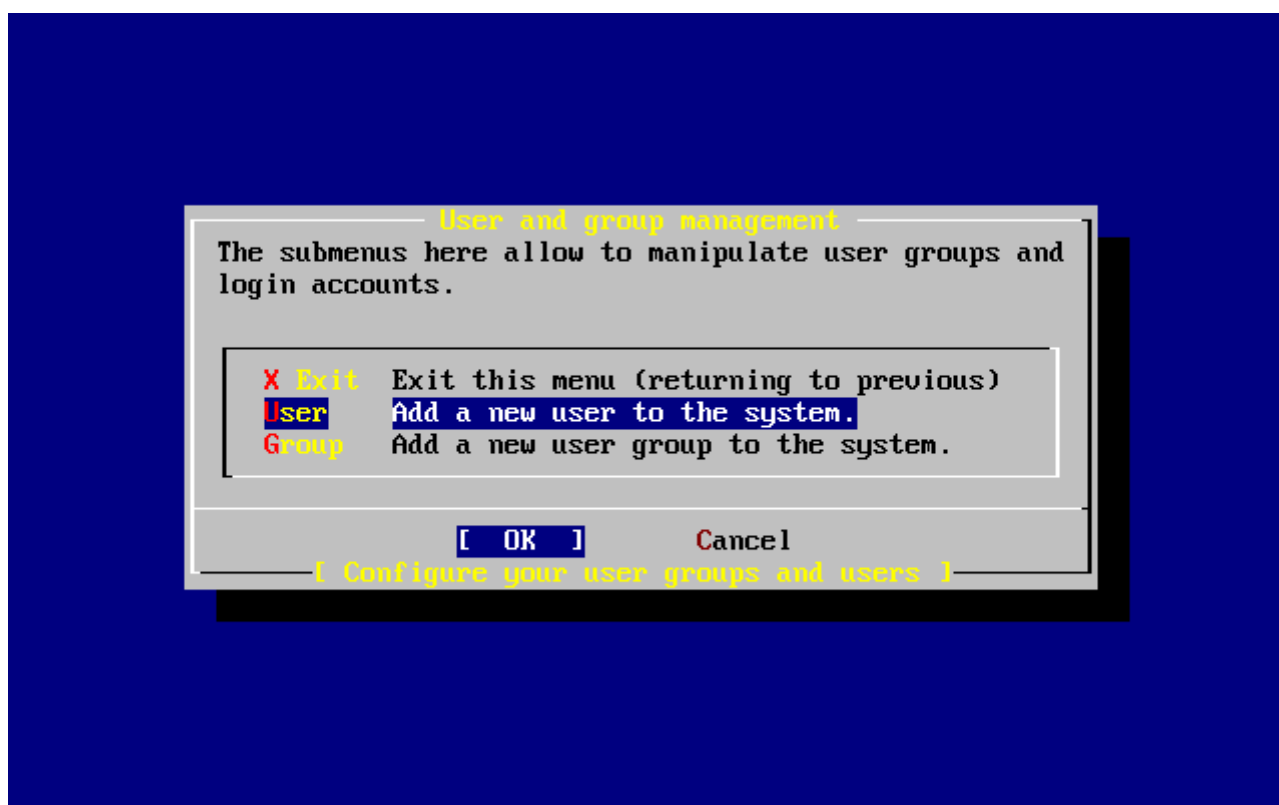 User and group management
The submenus here allow to manipulate user groups and
login accounts.
X Exit Exit this menu (returning to previous)
User Add a new user to the system.
Group Add a new user group to the system.
[ OK ] Cancel
[ Configure your user groups and users ]